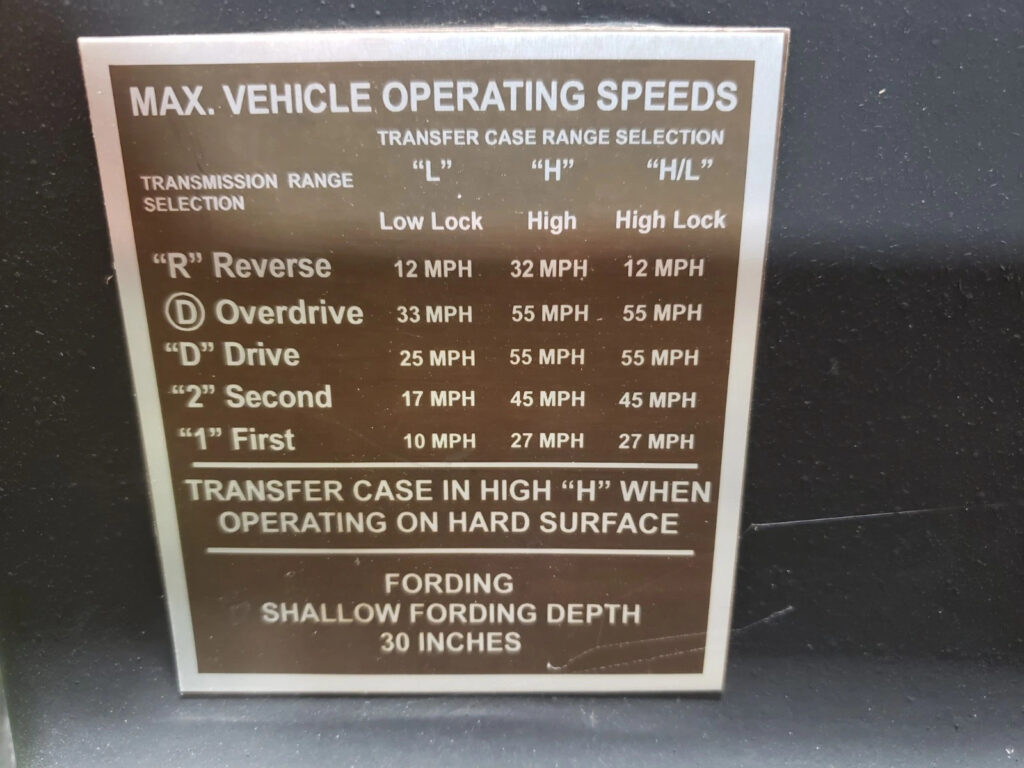 MAX. VEHICLE OPERATING SPEEDS
TRANSFER CASE RANGE SELECTION
TRANSMISSION RANGE SELECTION
“L” “H” “H/L”
Low Lock High High Lock
“R” Reverse 12 MPH 32 MPH 12 MPH
Ⓓ Overdrive 33 MPH 55 MPH 55 MPH
“D” Drive 25 MPH 55 MPH 55 MPH
“2” Second 17 MPH 45 MPH 45 MPH
“1” First 10 MPH 27 MPH 27 MPH
TRANSFER CASE IN HIGH “H” WHEN
OPERATING ON HARD SURFACE
FORDING
SHALLOW FORDING DEPTH
30 INCHES